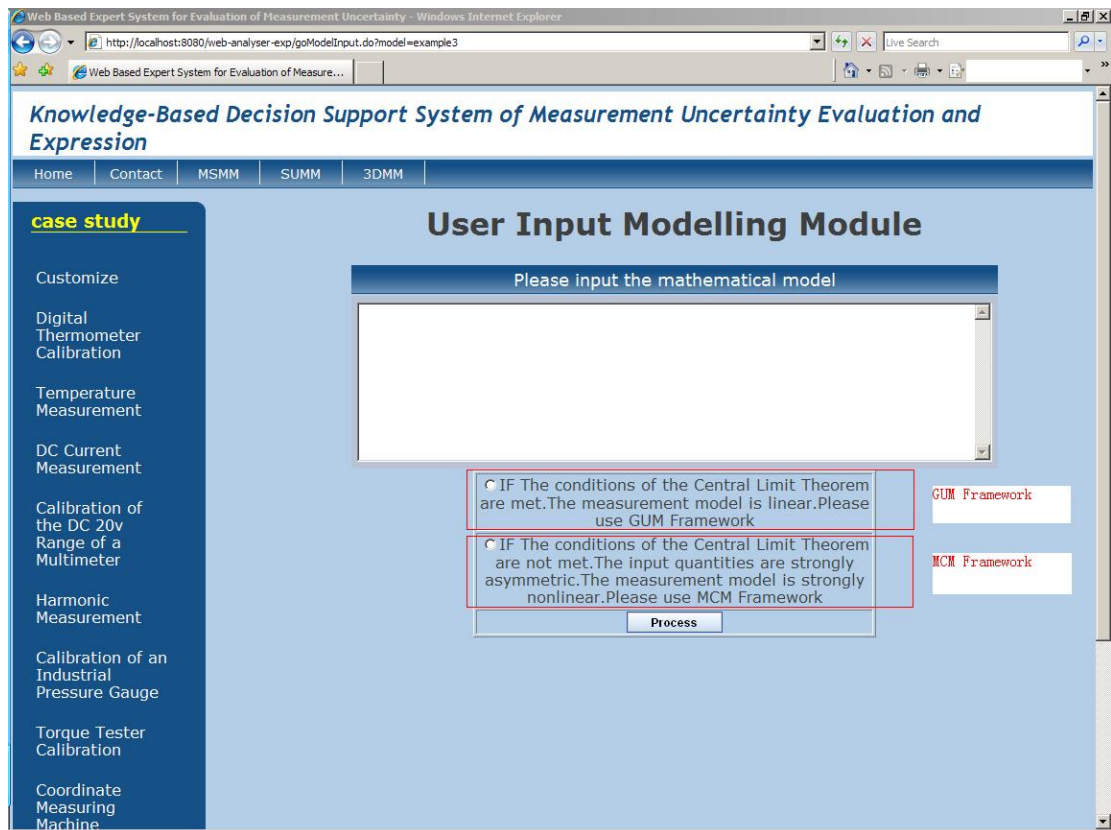 Web Based Expert System for Evaluation of Measurement Uncertainty - Windows Internet Explorer
http://localhost:8080/web-analyser-exp/goModelInput.do?model=example3
Live Search
Web Based Expert System for Evaluation of Measure...
Knowledge-Based Decision Support System of Measurement Uncertainty Evaluation and
Expression
Home Contact MSMM SUMM 3DMM
case study
Customize
Digital
Thermometer
Calibration
Temperature
Measurement
DC Current
Measurement
Calibration of
the DC 20v
Range of a
Multimeter
Harmonic
Measurement
Calibration of an
Industrial
Pressure Gauge
Torque Tester
Calibration
Coordinate
Measuring
Machine
User Input Modelling Module
Please input the mathematical model
IF The conditions of the Central Limit Theorem
are met.The measurement model is linear.Please
use GUM Framework
GUM Framework
IF The conditions of the Central Limit Theorem
are not met.The input quantities are strongly
asymmetric.The measurement model is strongly
nonlinear.Please use MCM Framework
MCM Framework
Process